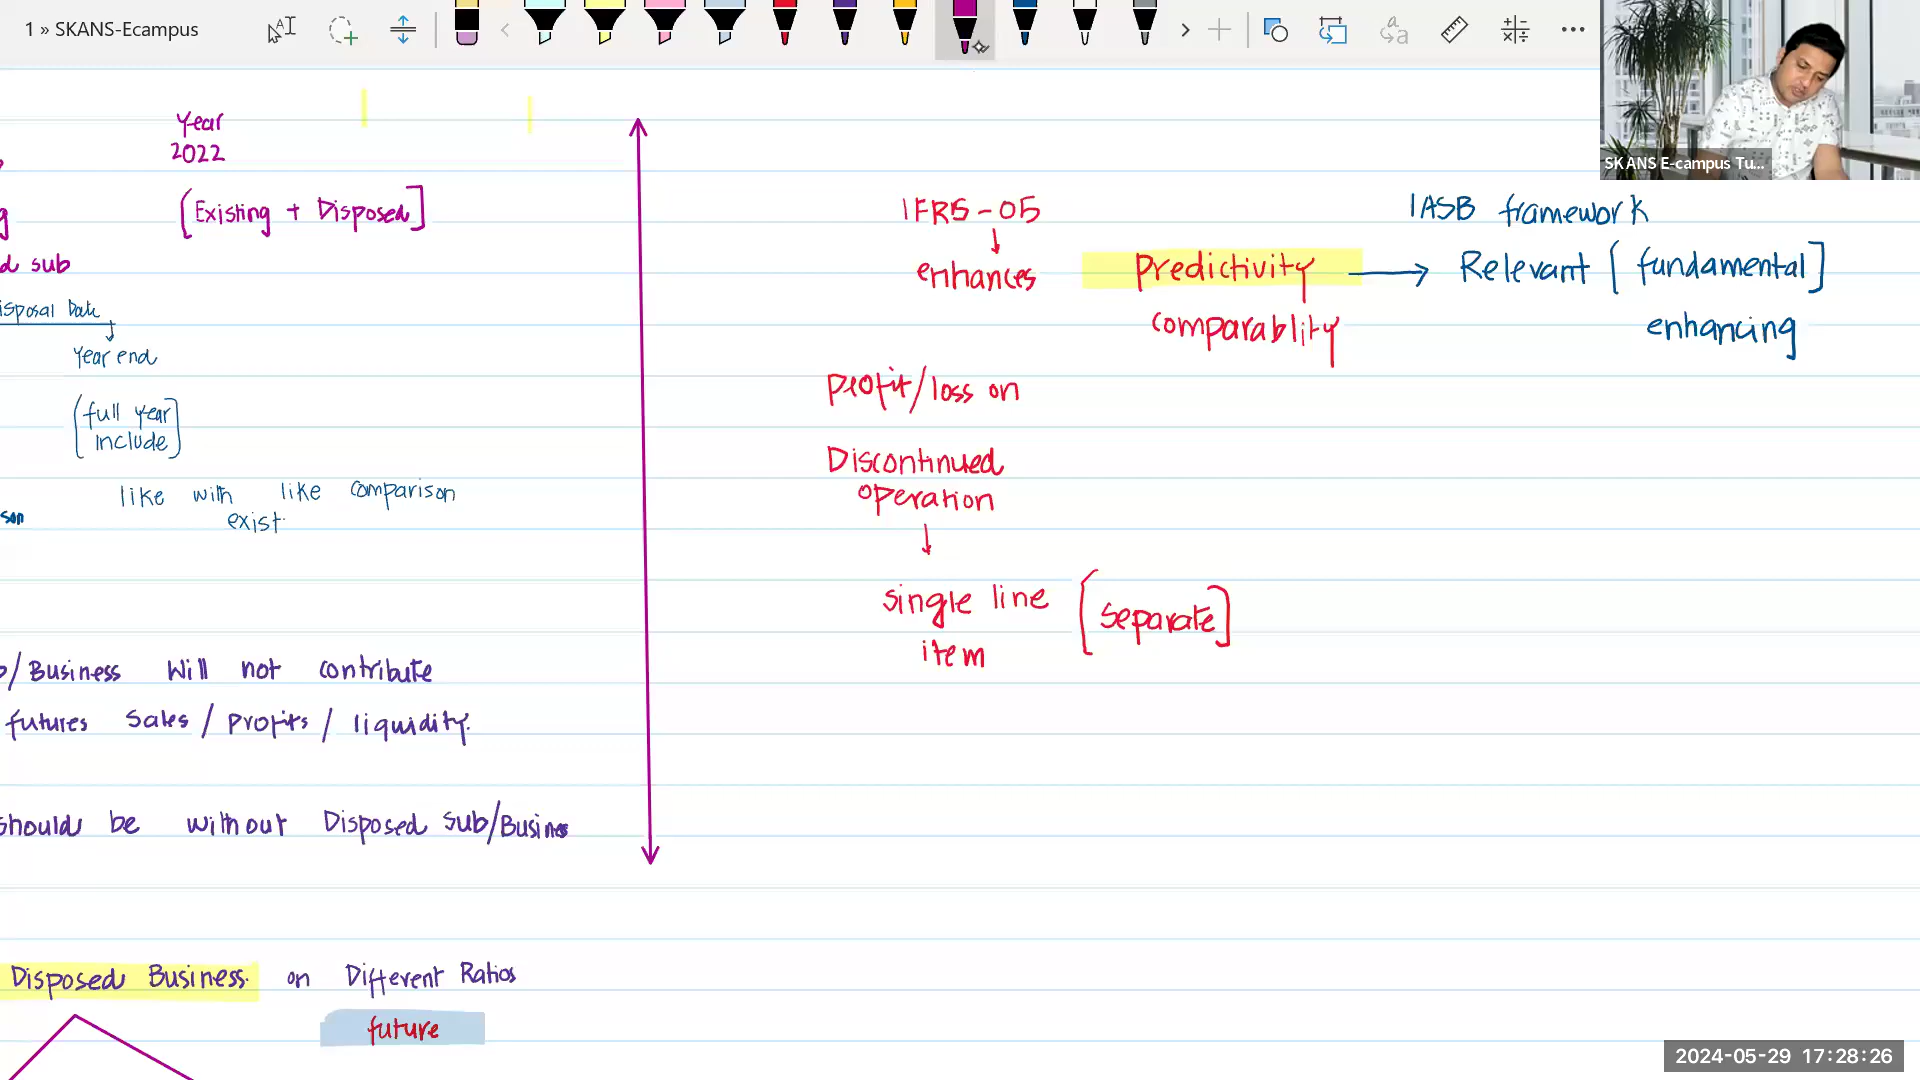 1 » SKANS-Ecampus
SKANS E-campus Tu...
Year
2022
[Existing + Disposed]
g
d sub
isposal Date
Year end
[full year
include]
like with like comparison
exist
son
/Business Will not contribute
futures Sales / Profits / liquidity.
should be without Disposed sub/Busines
Disposed Business. on Different Ratios
future
IFRS-05
enhances
Predictivity
comparablity
Profit/loss on
Discontinued
operation
single line
item
[Separate]
IASB framework
Relevant [fundamental]
enhancing
2024-05-29 17:28:26